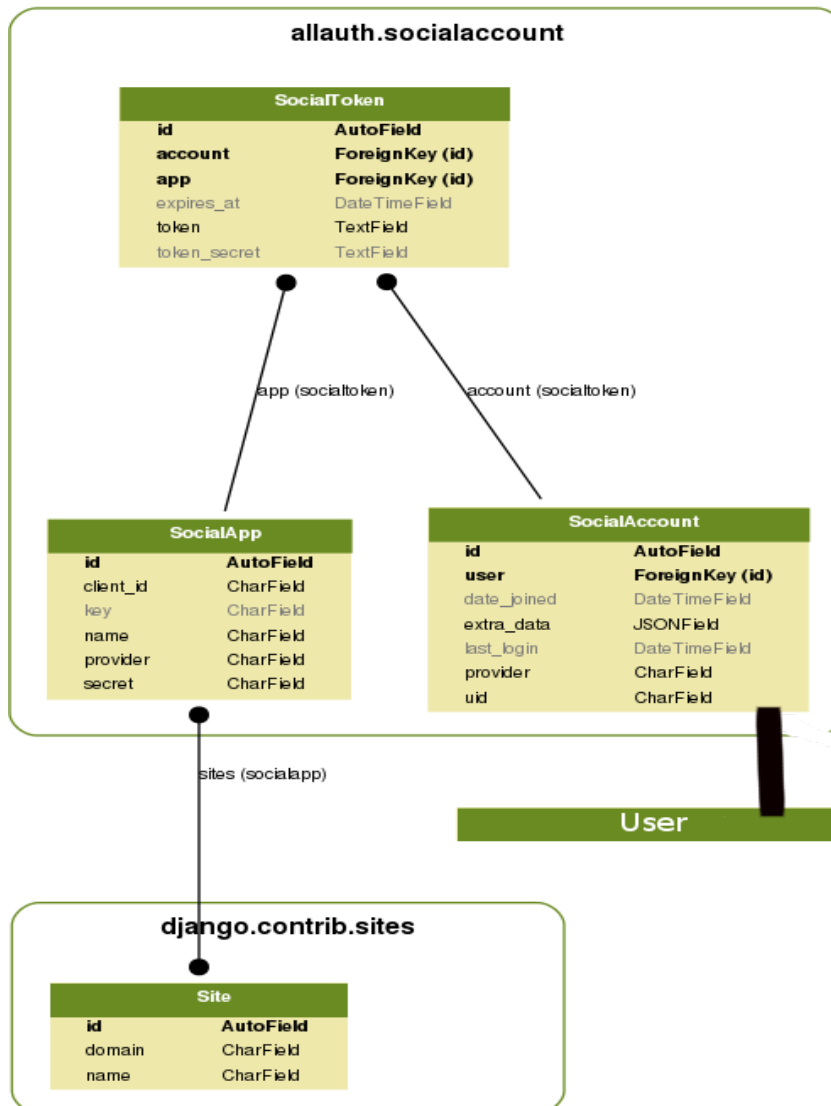 allauth.socialaccount
SocialToken
id AutoField
account ForeignKey (id)
app ForeignKey (id)
expires_at DateTimeField
token TextField
token_secret TextField
app (socialtoken) account (socialtoken)
SocialApp
id AutoField
client_id CharField
key CharField
name CharField
provider CharField
secret CharField
SocialAccount
id AutoField
user ForeignKey (id)
date_joined DateTimeField
extra_data JSONField
last_login DateTimeField
provider CharField
uid CharField
sites (socialapp)
User
django.contrib.sites
Site
id AutoField
domain CharField
name CharField